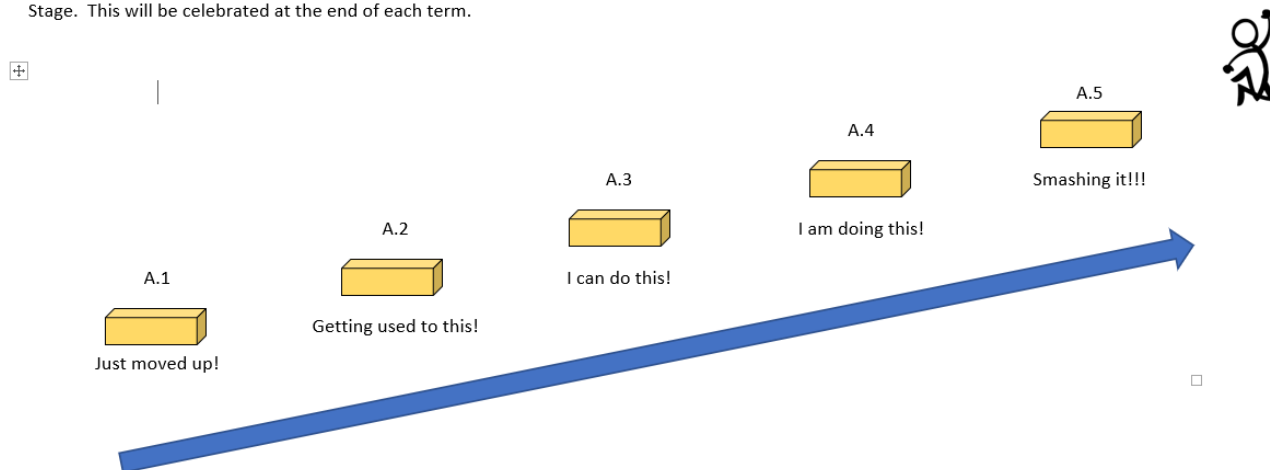 Stage.  This will be celebrated at the end of each term.
A.5
A.4
Smashing it!!!
A.3
I am doing this!
A.2
I can do this!
A.1
Getting used to this!
Just moved up!